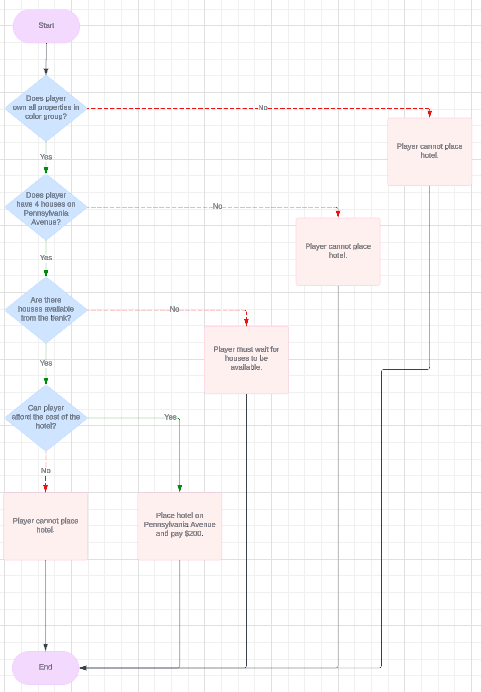 Start
Does player
own all properties in
color group?
No
Player cannot place
hotel.
Yes
Does player
have 4 houses on
Pennsylvania
Avenue?
No
Player cannot place
hotel.
Yes
Are there
houses available
from the bank?
No
Player must wait for
houses to be
available.
Yes
Can player
afford the cost of the
hotel?
Yes
No
Player cannot place
hotel.
Place hotel on
Pennsylvania Avenue
and pay $200.
End